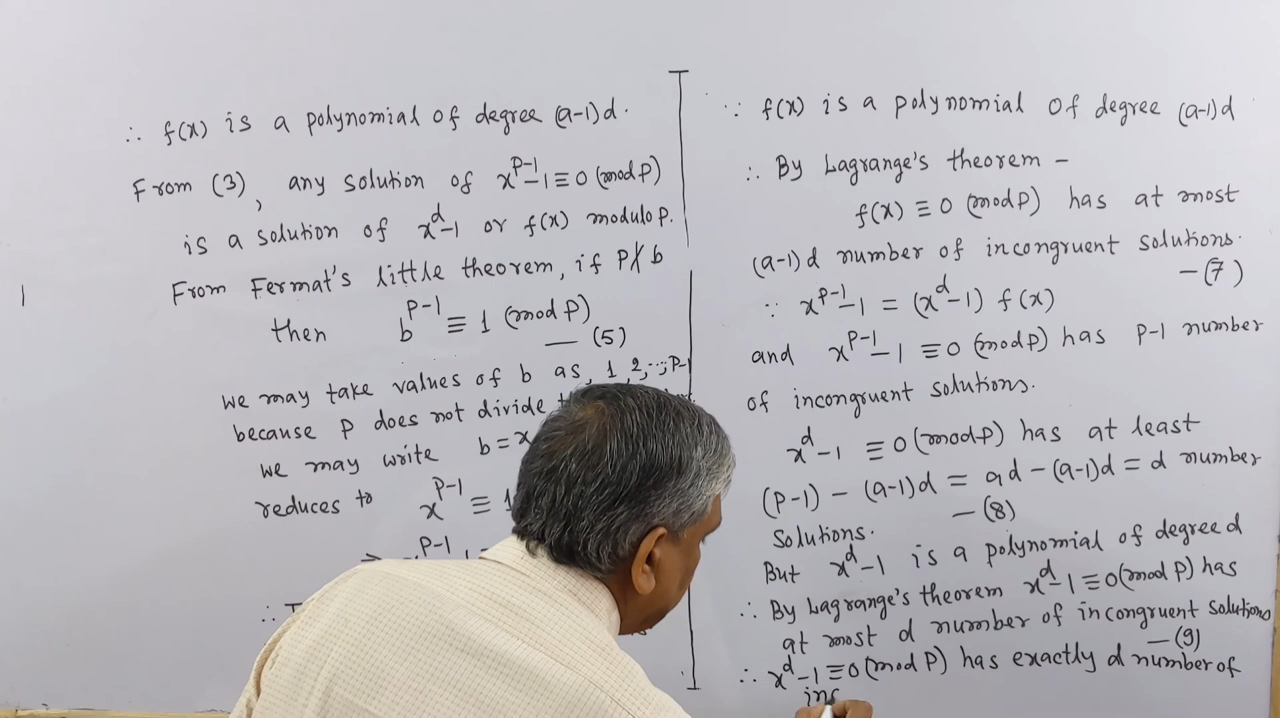 ∴ f(x) is a polynomial of degree (a-1)d.
From (3), any solution of x^{P-1}-1≡0 (mod P)
is a solution of x^d-1 or f(x) modulo p.
From Fermat's little theorem, if P∤b
then b^{P-1} ≡ 1 (mod P)
— (5)
we may take values of b as, 1, 2, ..., P-1
because p does not divide
we may write b=x
reduces to x^{P-1} ≡ 1
⇒ x^{P-1}
∴
∵ f(x) is a polynomial of degree (a-1)d
∴ By Lagrange's theorem -
f(x) ≡ 0 (mod P) has at most
(a-1)d number of incongruent solutions.
— (7)
∵ x^{P-1}-1 = (x^d-1) f(x)
and x^{P-1}-1 ≡0 (mod P) has P-1 number
of incongruent solutions.
x^d-1 ≡0 (mod P) has at least
(P-1) - (a-1)d = ad-(a-1)d = d number
solutions. — (8)
But x^d-1 is a polynomial of degree d
∴ By Lagrange's theorem x^d-1≡0(mod P) has
at most d number of incongruent solutions
— (9)
∴ x^d-1≡0(mod P) has exactly d number of
inc